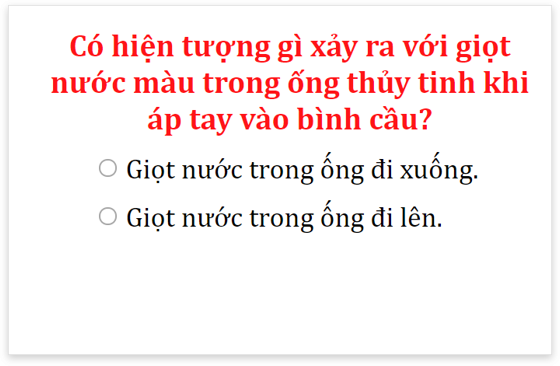 Có hiện tượng gì xảy ra với giọt
nước màu trong ống thủy tinh khi
áp tay vào bình cầu?
Giọt nước trong ống đi xuống.
Giọt nước trong ống đi lên.